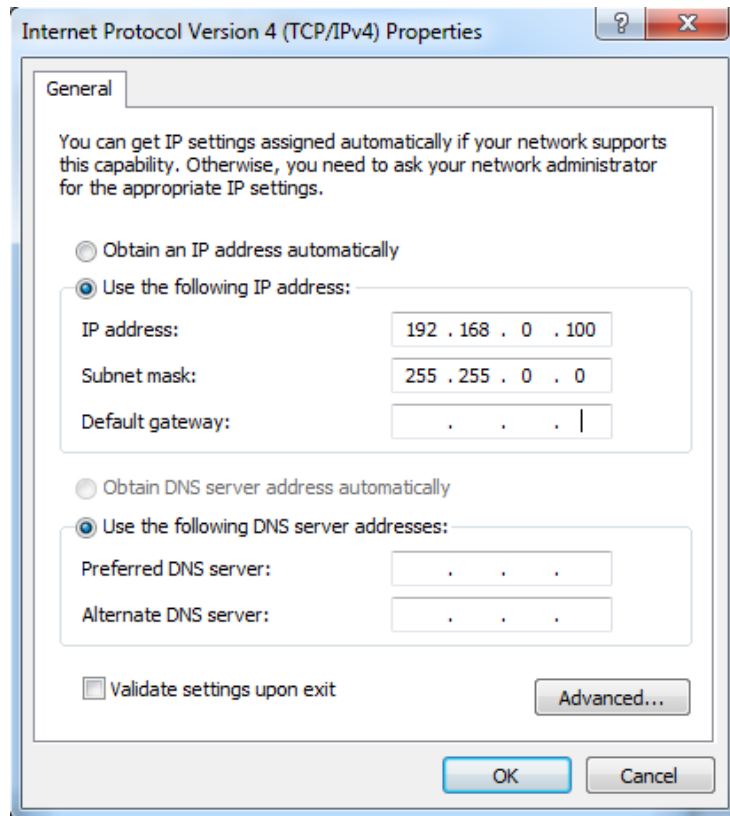 Internet Protocol Version 4 (TCP/IPv4) Properties
General
You can get IP settings assigned automatically if your network supports
this capability. Otherwise, you need to ask your network administrator
for the appropriate IP settings.
Obtain an IP address automatically
Use the following IP address:
IP address: 192 . 168 . 0 . 100
Subnet mask: 255 . 255 . 0 . 0
Default gateway: . . .
Obtain DNS server address automatically
Use the following DNS server addresses:
Preferred DNS server: . . .
Alternate DNS server: . . .
Validate settings upon exit
Advanced...
OK Cancel